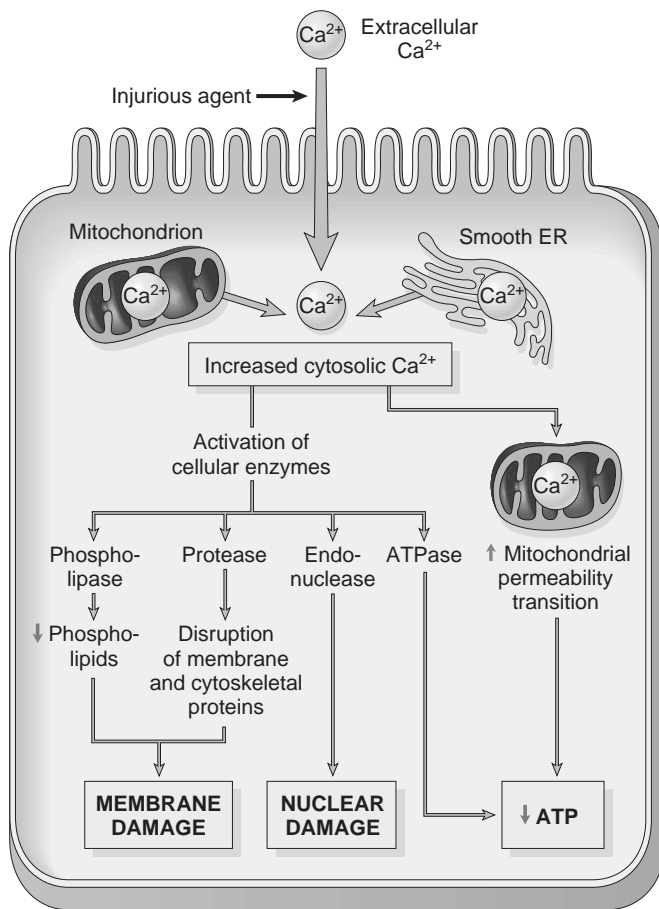 Ca2+
Extracellular
Ca2+
Injurious agent
Mitochondrion
Smooth ER
Ca2+
Ca2+
Ca2+
Increased cytosolic Ca2+
Activation of
cellular enzymes
Ca2+
Phospho-
lipase
Protease
Endo-
nuclease
ATPase
↑ Mitochondrial
permeability
transition
↓ Phospho-
lipids
Disruption
of membrane
and cytoskeletal
proteins
MEMBRANE
DAMAGE
NUCLEAR
DAMAGE
↓ ATP